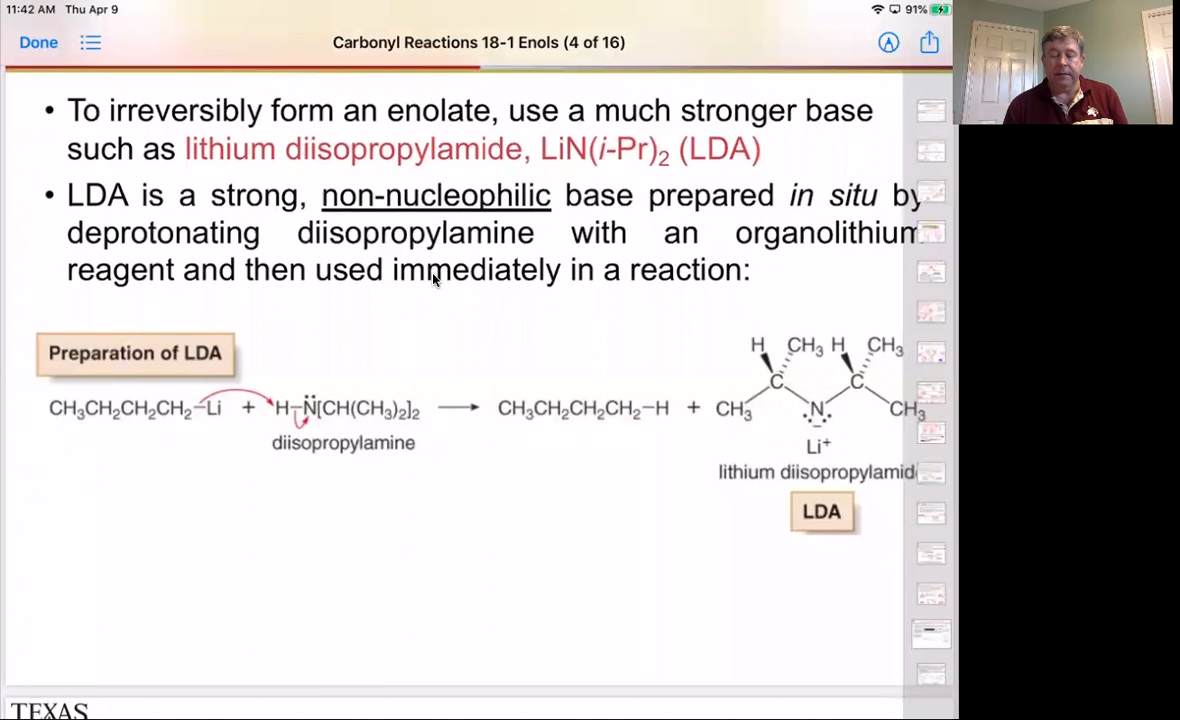 11:42 AM Thu Apr 9
91%
Done
Carbonyl Reactions 18-1 Enols (4 of 16)
• To irreversibly form an enolate, use a much stronger base
such as lithium diisopropylamide, LiN(i-Pr)₂ (LDA)
• LDA is a strong, non-nucleophilic base prepared in situ by
deprotonating diisopropylamine with an organolithium
reagent and then used immediately in a reaction:
Preparation of LDA
H CH₃ H CH₃
C C
CH₃CH₂CH₂CH₂–Li + H–N̈[CH(CH₃)₂]₂ → CH₃CH₂CH₂CH₂–H + CH₃ N CH₃
diisopropylamine
Li⁺
lithium diisopropylamid
LDA
TEXAS